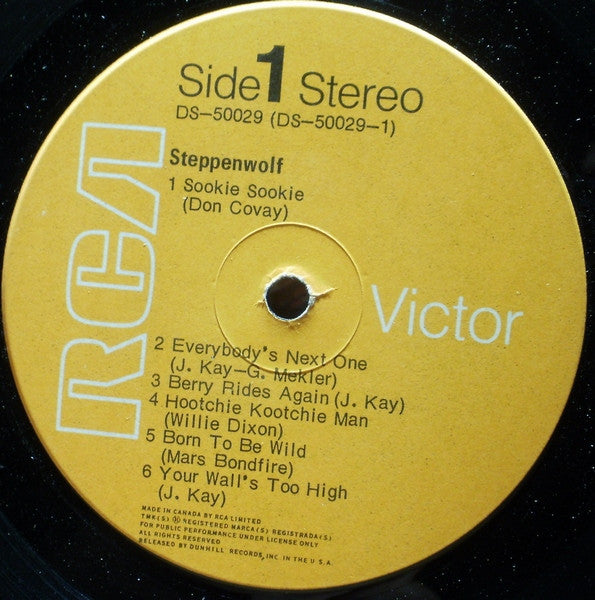 Side 1 Stereo
DS-50029 (DS-50029-1)
RCA
Steppenwolf
1 Sookie Sookie
(Don Covay)
Victor
2 Everybody's Next One
(J. Kay-G. Mekler)
3 Berry Rides Again (J. Kay)
4 Hootchie Kootchie Man
(Willie Dixon)
5 Born To Be Wild
(Mars Bondfire)
6 Your Wall's Too High
(J. Kay)
MADE IN CANADA BY RCA LIMITED
TMK(S) ® REGISTERED MARCA(S) REGISTRADA(S)
FOR PUBLIC PERFORMANCE UNDER LICENSE ONLY
ALL RIGHTS RESERVED
RELEASED BY DUNHILL RECORDS, INC. IN THE U S A.